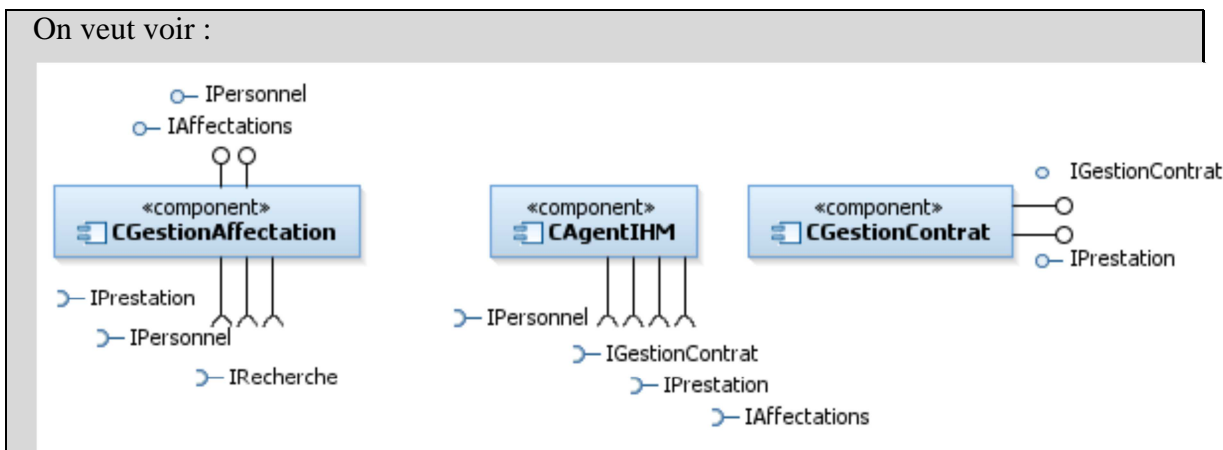 On veut voir :
IPersonnel
IAffectations
«component»
CGestionAffectation
IPrestation
IPersonnel
IRecherche
«component»
CAgentIHM
IPersonnel
IGestionContrat
IPrestation
IAffectations
«component»
CGestionContrat
IGestionContrat
IPrestation